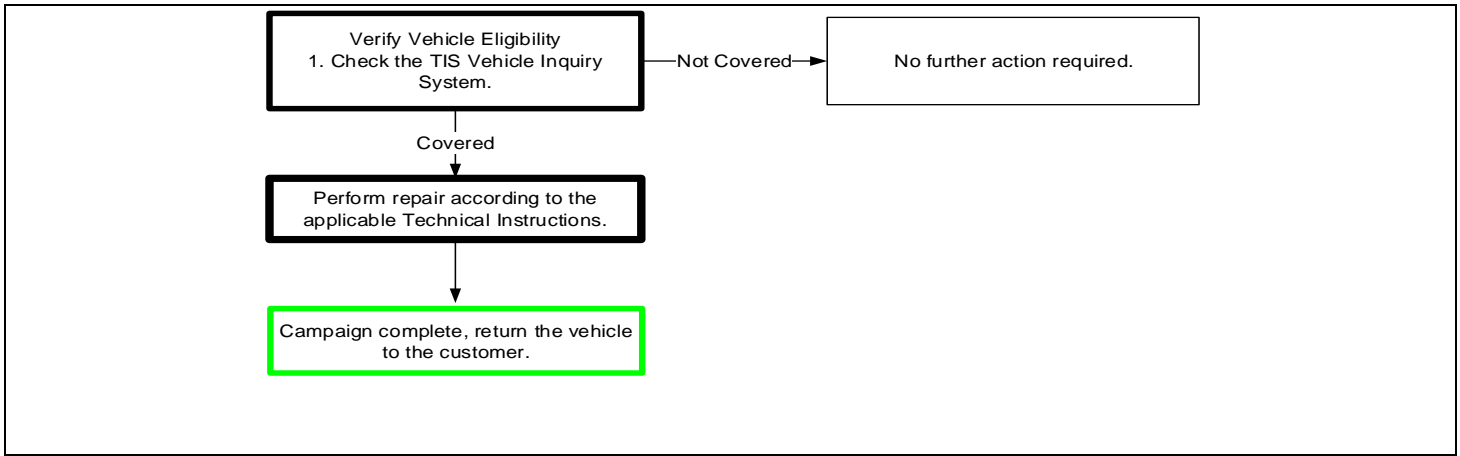 Verify Vehicle Eligibility
1. Check the TIS Vehicle Inquiry
System.
Not Covered
No further action required.
Covered
Perform repair according to the
applicable Technical Instructions.
Campaign complete, return the vehicle
to the customer.